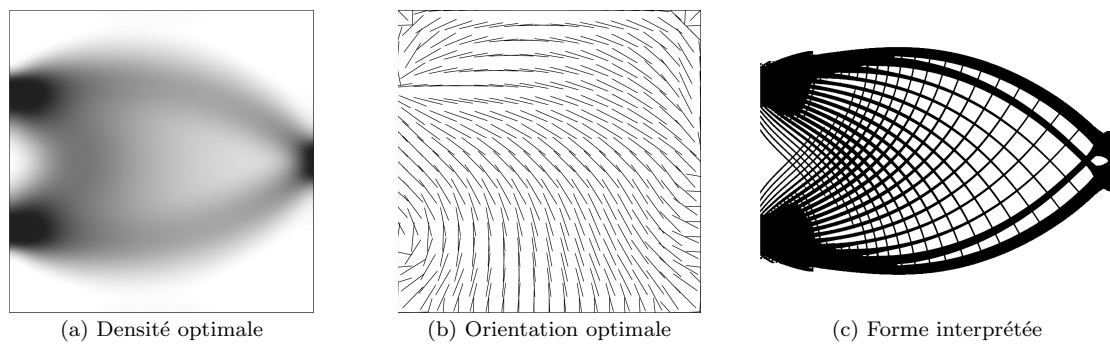 (a) Densité optimale
(b) Orientation optimale
(c) Forme interprétée